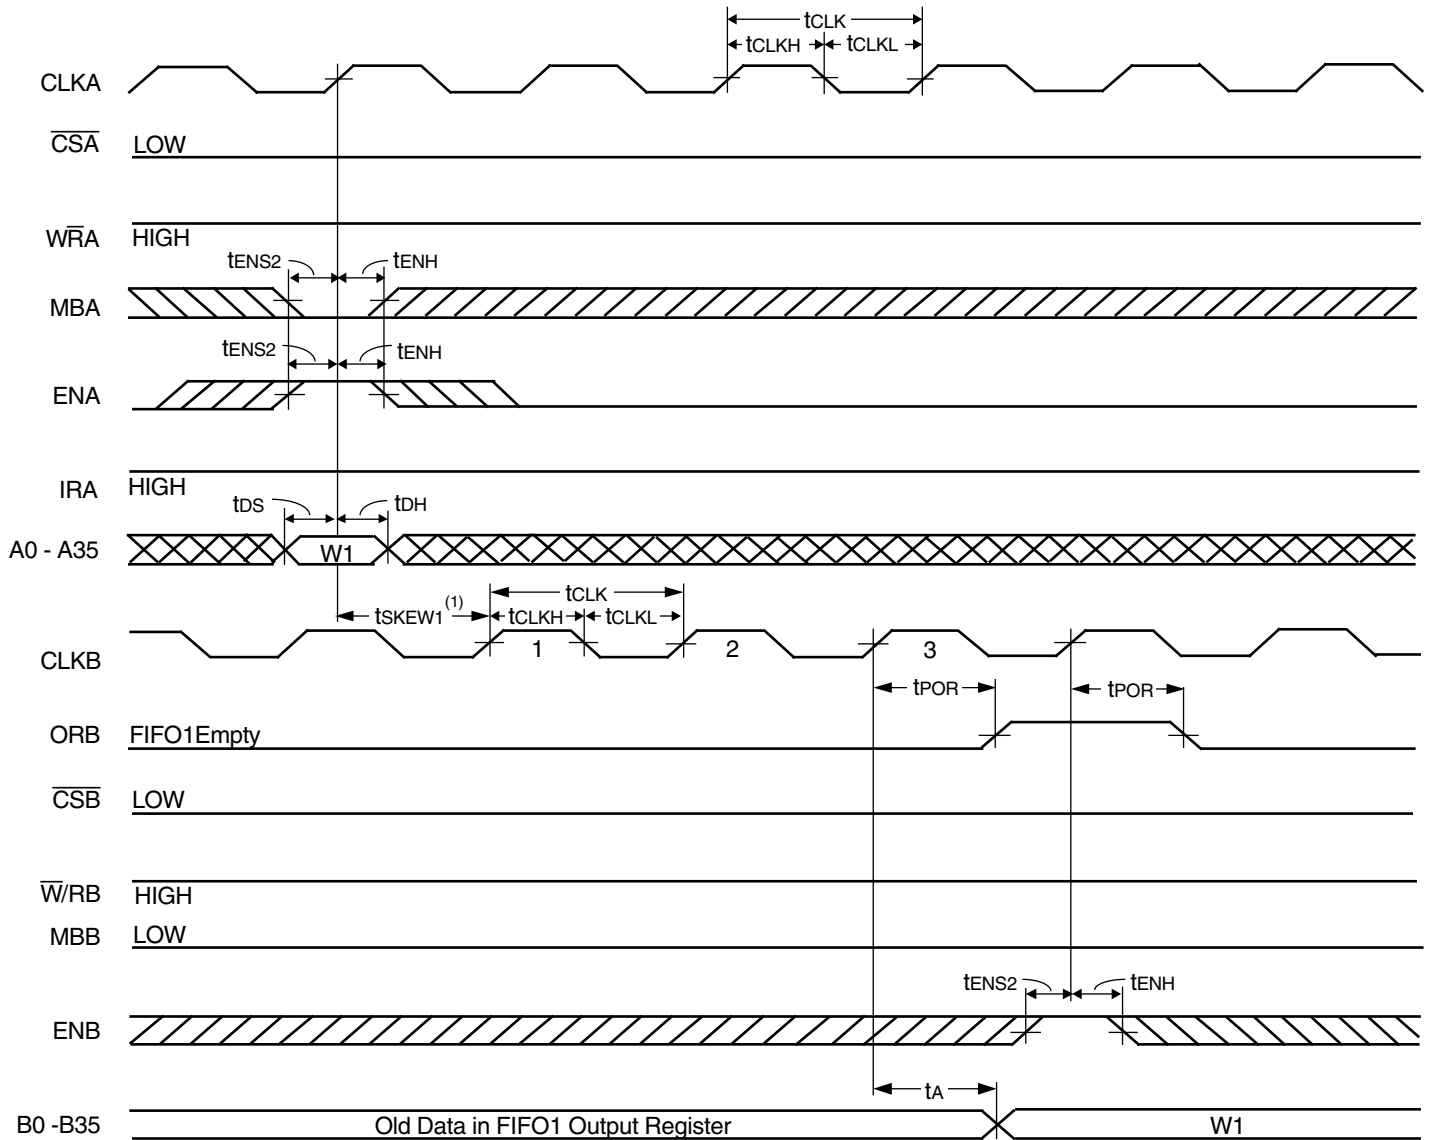 tCLK
tCLKH tCLKL
CLKA
CSA LOW
WRA HIGH
tENS2 tENH
MBA
tENS2 tENH
ENA
IRA HIGH
tDS tDH
A0 - A35 W1
tCLK
tSKEW1(1) tCLKH tCLKL
CLKB 1 2 3
tPOR tPOR
ORB FIFO1Empty
CSB LOW
W/RB HIGH
MBB LOW
tENS2 tENH
ENB
tA
B0 -B35 Old Data in FIFO1 Output Register W1